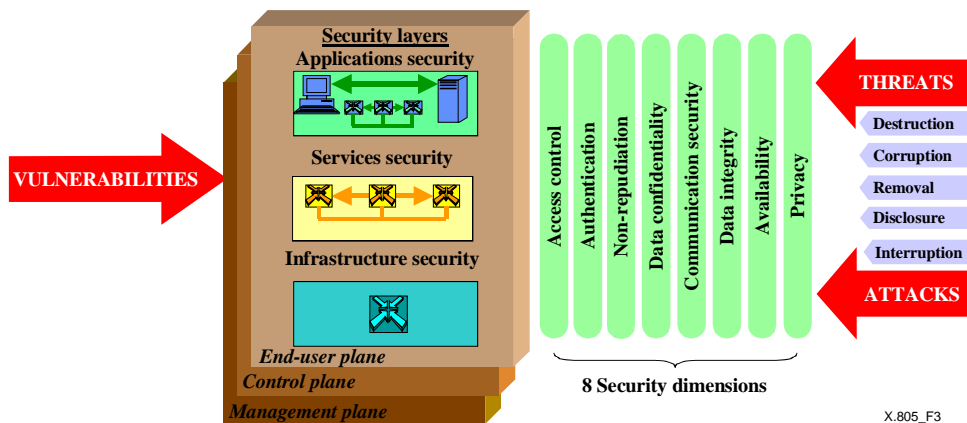 Security layers
Applications security
Services security
Infrastructure security
End-user plane
Control plane
Management plane
VULNERABILITIES
Access control
Authentication
Non-repudiation
Data confidentiality
Communication security
Data integrity
Availability
Privacy
8 Security dimensions
THREATS
Destruction
Corruption
Removal
Disclosure
Interruption
ATTACKS
X.805_F3